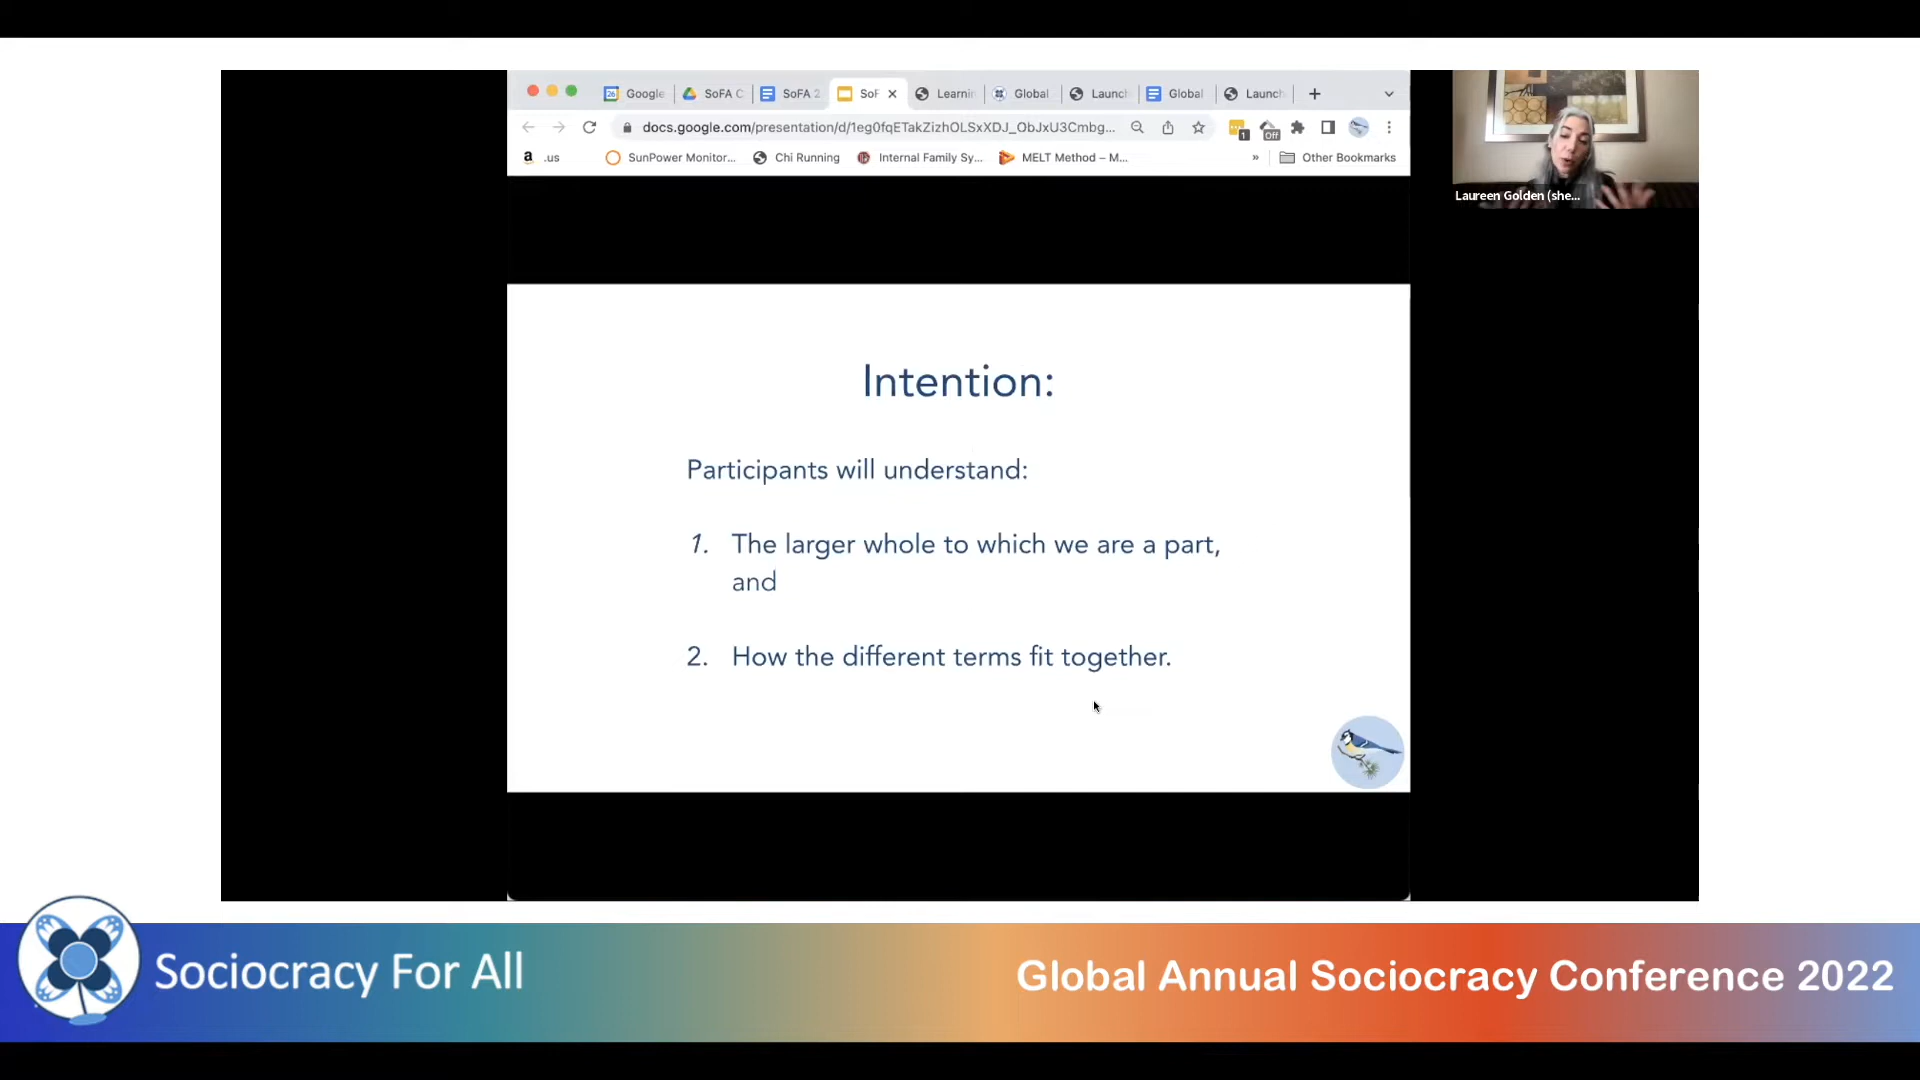 Google
SoFA C
SoFA 2
SoF
Learnin
Global
Launch
Global
Launch
docs.google.com/presentation/d/1eg0fqETakZizhOLSxXDJ_ObJxU3Cmbg...
1
Off
.us
SunPower Monitor...
Chi Running
Internal Family Sy...
MELT Method – M...
»
Other Bookmarks
Laureen Golden (she...
Intention:
Participants will understand:
1. The larger whole to which we are a part,
and
2. How the different terms fit together.
Sociocracy For All
Global Annual Sociocracy Conference 2022